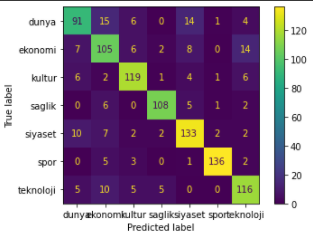 dunya 91 15 6 0 14 1 4
ekonomi 7 105 6 2 8 0 14
kultur 6 2 119 1 4 1 6
saglik 0 6 0 108 5 1 2
siyaset 10 7 2 2 133 2 2
spor 0 5 3 0 1 136 2
teknoloji 5 10 5 5 0 0 116
dunya ekonomi kultur saglik siyaset spor teknoloji
Predicted label
True label
120
100
80
60
40
20
0